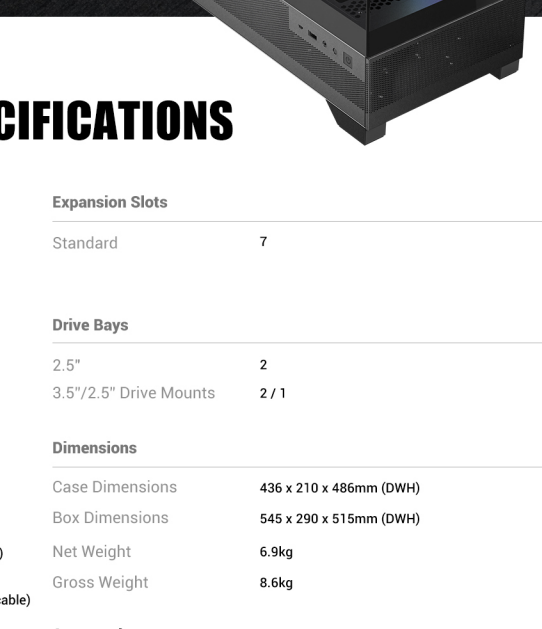 CIFICATIONS
Expansion Slots
Standard 7
Drive Bays
2.5" 2
3.5"/2.5" Drive Mounts 2 / 1
Dimensions
Case Dimensions 436 x 210 x 486mm (DWH)
Box Dimensions 545 x 290 x 515mm (DWH)
) Net Weight 6.9kg
Gross Weight 8.6kg
cable)